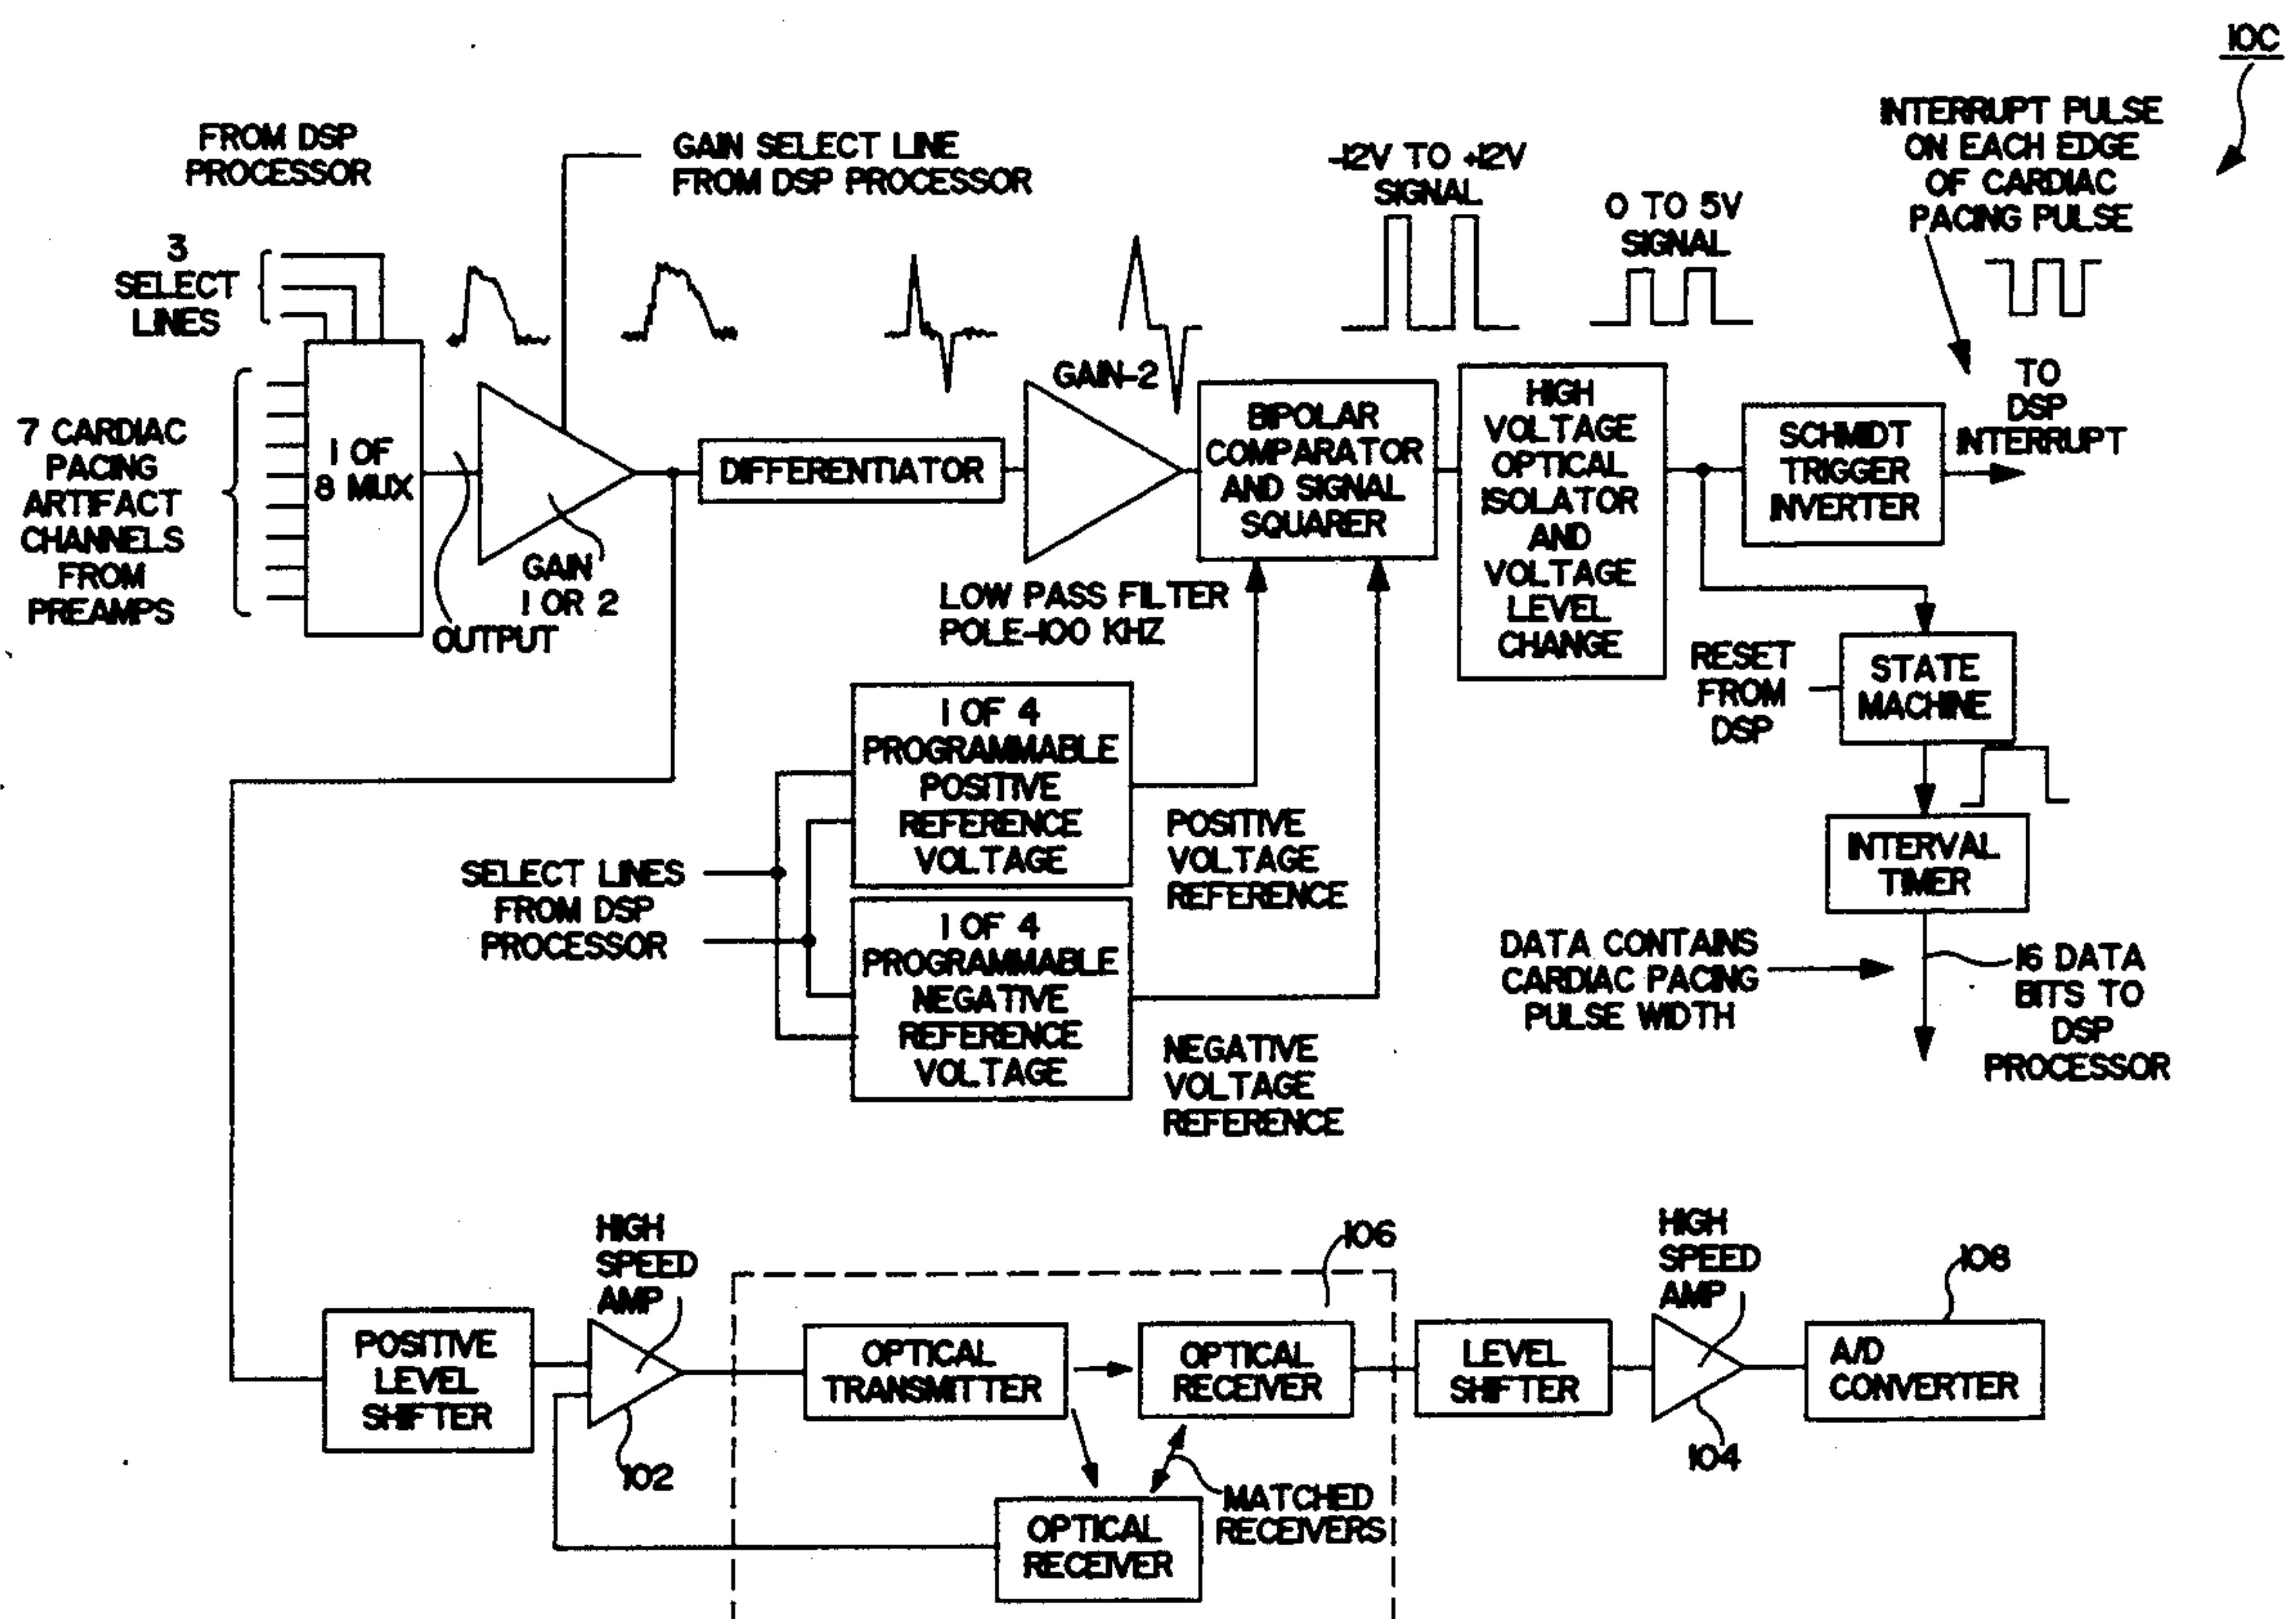 10C
FROM DSP
PROCESSOR
GAIN SELECT LINE
FROM DSP PROCESSOR
-12V TO +12V
SIGNAL
0 TO 5V
SIGNAL
INTERRUPT PULSE
ON EACH EDGE
OF CARDIAC
PACING PULSE
3
SELECT
LINES
7 CARDIAC
PACING
ARTIFACT
CHANNELS
FROM
PREAMPS
1 OF
8 MUX
OUTPUT
GAIN
1 OR 2
DIFFERENTIATOR
GAIN-2
LOW PASS FILTER
POLE-100 KHZ
BIPOLAR
COMPARATOR
AND SIGNAL
SQUARER
HIGH
VOLTAGE
OPTICAL
ISOLATOR
AND
VOLTAGE
LEVEL
CHANGE
SCHMIDT
TRIGGER
INVERTER
TO
DSP
INTERRUPT
RESET
FROM
DSP
STATE
MACHINE
INTERVAL
TIMER
DATA CONTAINS
CARDIAC PACING
PULSE WIDTH
16 DATA
BITS TO
DSP
PROCESSOR
SELECT LINES
FROM DSP
PROCESSOR
1 OF 4
PROGRAMMABLE
POSITIVE
REFERENCE
VOLTAGE
POSITIVE
VOLTAGE
REFERENCE
1 OF 4
PROGRAMMABLE
NEGATIVE
REFERENCE
VOLTAGE
NEGATIVE
VOLTAGE
REFERENCE
POSITIVE
LEVEL
SHIFTER
HIGH
SPEED
AMP
102
106
OPTICAL
TRANSMITTER
OPTICAL
RECEIVER
MATCHED
RECEIVERS
OPTICAL
RECEIVER
LEVEL
SHIFTER
HIGH
SPEED
AMP
104
108
A/D
CONVERTER